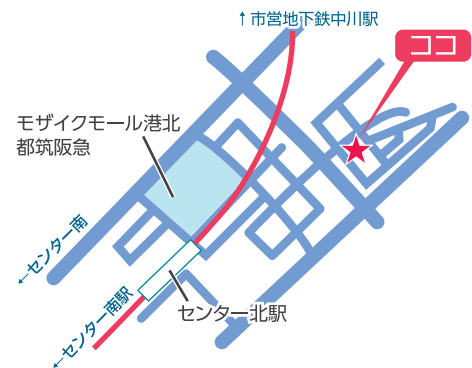 ↑市営地下鉄中川駅
ココ
モザイクモール港北
都筑阪急
←センター南
←センター南駅
センター北駅